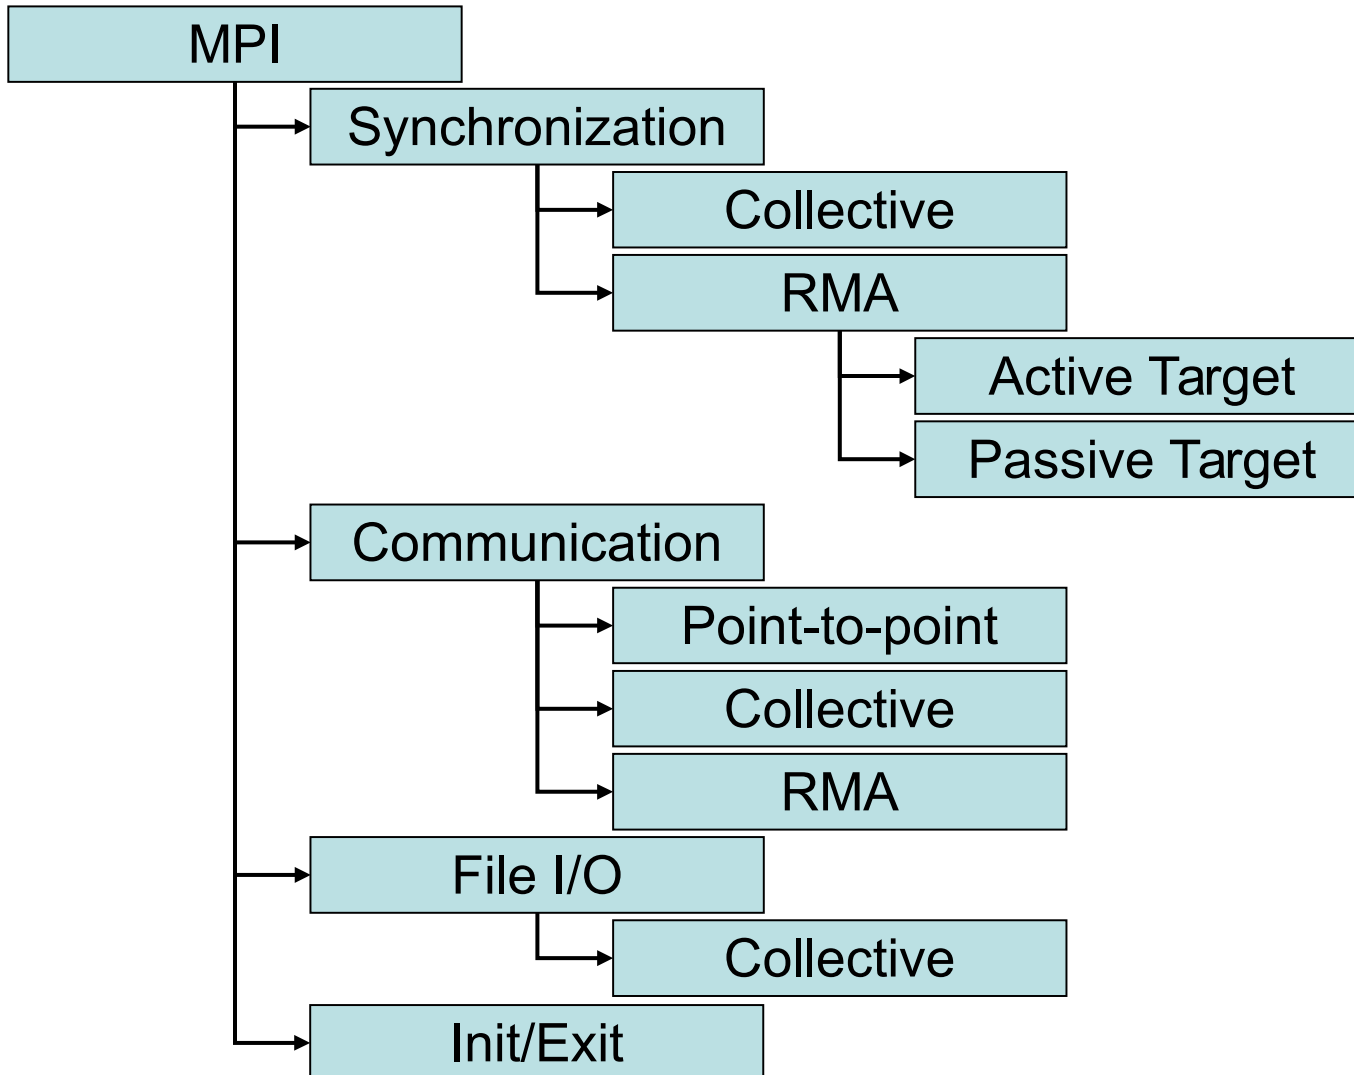 MPI
Synchronization
Collective
RMA
Active Target
Passive Target
Communication
Point-to-point
Collective
RMA
File I/O
Collective
Init/Exit